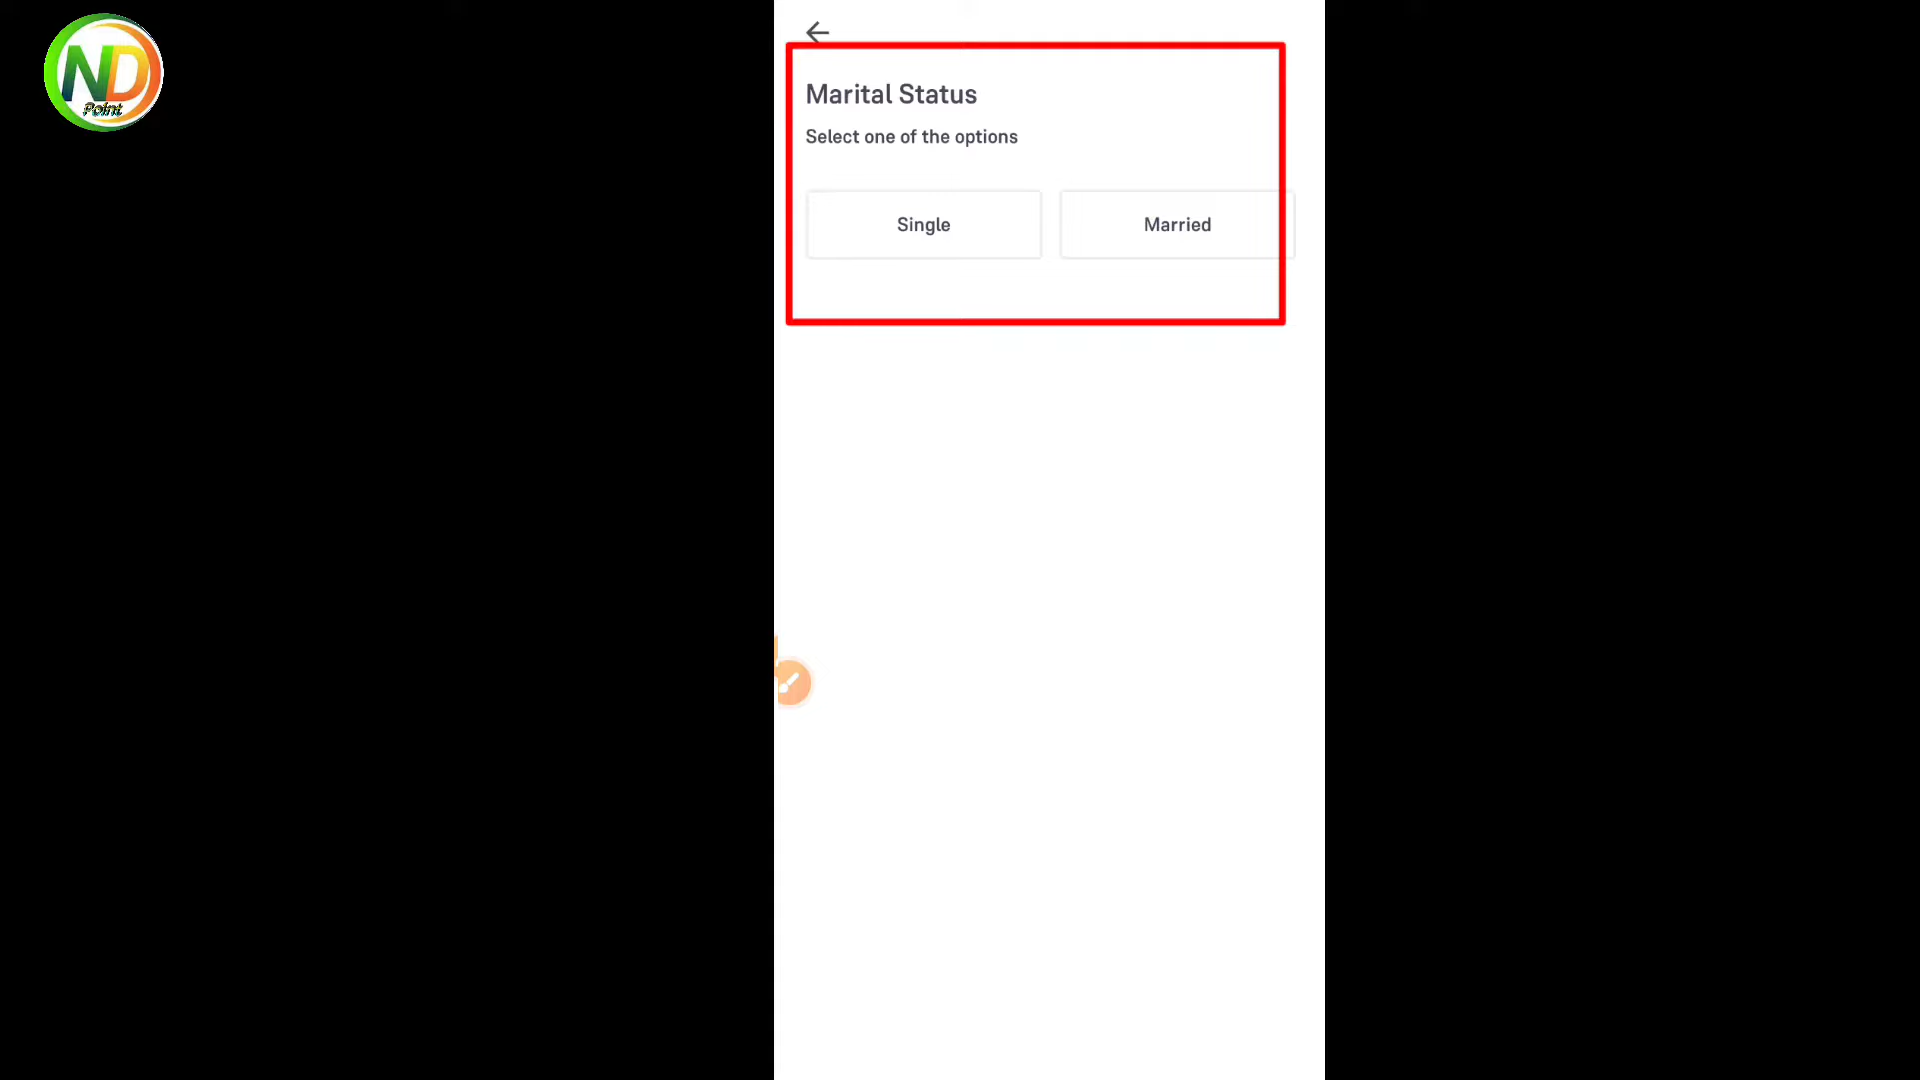 ND
Point
Marital Status
Select one of the options
Single
Married